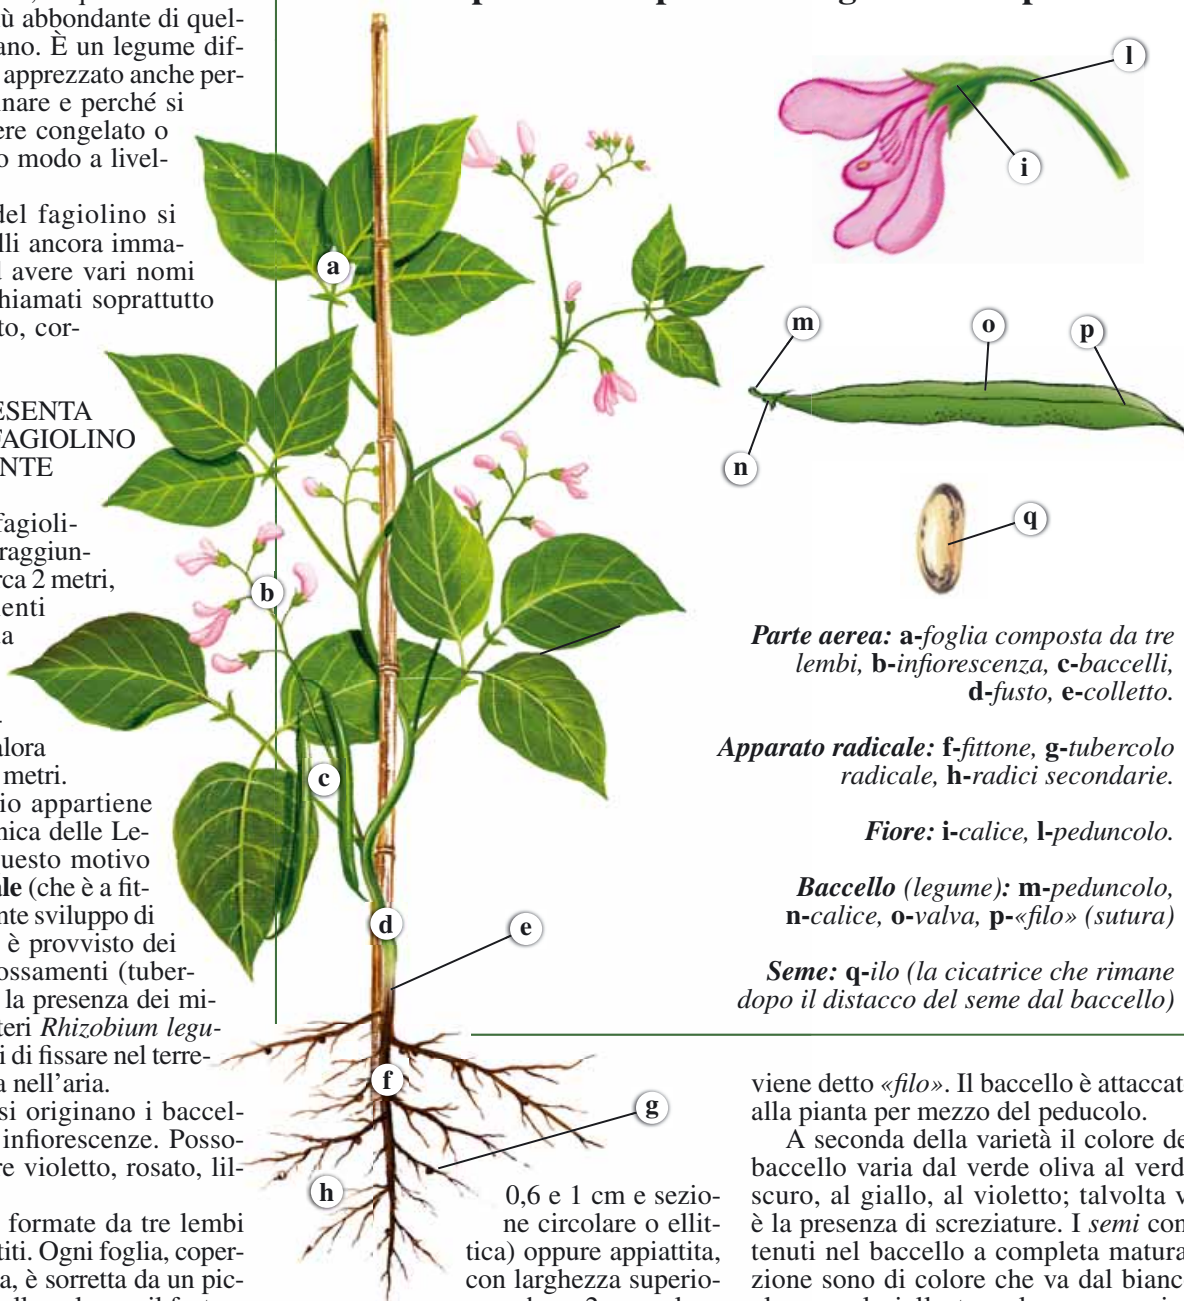 ù abbondante di quel-
ano. È un legume dif-
apprezzato anche per-
nare e perché si
ere congelato o
o modo a livel-
del fagiolino si
lli ancora imma-
l avere vari nomi
hiamati soprattutto
to, cor-
ESENTA
FAGIOLINO
NTE
fagioli-
raggiun-
rca 2 metri,
enti
a
alora
metri.
io appartiene
nica delle Le-
uesto motivo
le (che è a fit-
nte sviluppo di
è provvisto dei
ossamenti (tuber-
la presenza dei mi-
teri Rhizobium legu-
i di fissare nel terre-
a nell'aria.
si originano i baccel-
infiorescenze. Posso-
re violetto, rosato, lil-
formate da tre lembi
titi. Ogni foglia, coper-
a, è sorretta da un pic-
a
b
c
d
e
f
g
h
l
i
m
o
p
n
q
Parte aerea: a-foglia composta da tre
lembi, b-infiorescenza, c-baccelli,
d-fusto, e-colletto.
Apparato radicale: f-fittone, g-tubercolo
radicale, h-radici secondarie.
Fiore: i-calice, l-peduncolo.
Baccello (legume): m-peduncolo,
n-calice, o-valva, p-«filo» (sutura)
Seme: q-ilo (la cicatrice che rimane
dopo il distacco del seme dal baccello)
0,6 e 1 cm e sezio-
ne circolare o ellit-
tica) oppure appiattita,
con larghezza superio-
viene detto «filo». Il baccello è attaccat
alla pianta per mezzo del peducolo.
A seconda della varietà il colore de
baccello varia dal verde oliva al verd
scuro, al giallo, al violetto; talvolta v
è la presenza di screziature. I semi con
tenuti nel baccello a completa matura
zione sono di colore che va dal bianc